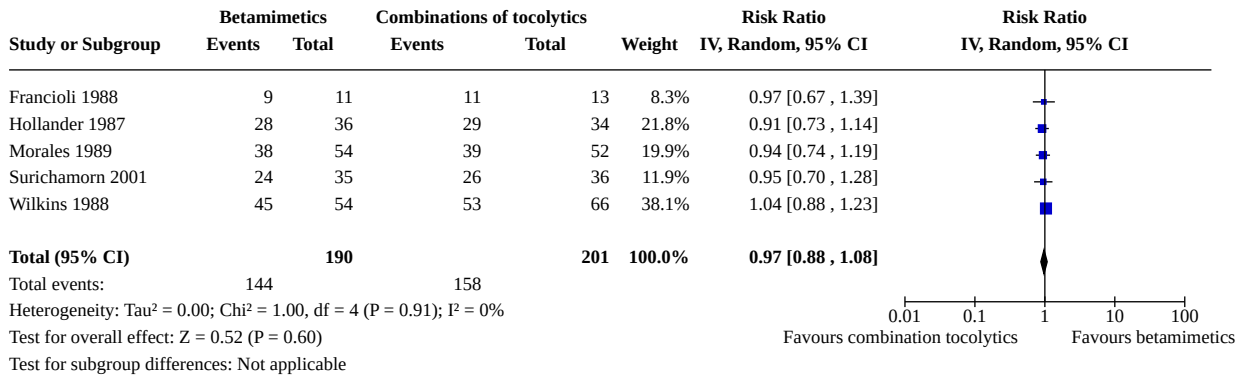 Betamimetics Combinations of tocolytics Risk Ratio Risk Ratio
Study or Subgroup Events Total Events Total Weight IV, Random, 95% CI IV, Random, 95% CI
Francioli 1988 9 11 11 13 8.3% 0.97 [0.67 , 1.39]
Hollander 1987 28 36 29 34 21.8% 0.91 [0.73 , 1.14]
Morales 1989 38 54 39 52 19.9% 0.94 [0.74 , 1.19]
Surichamorn 2001 24 35 26 36 11.9% 0.95 [0.70 , 1.28]
Wilkins 1988 45 54 53 66 38.1% 1.04 [0.88 , 1.23]
Total (95% CI) 190 201 100.0% 0.97 [0.88 , 1.08]
Total events: 144 158
Heterogeneity: Tau² = 0.00; Chi² = 1.00, df = 4 (P = 0.91); I² = 0%
0.01 0.1 1 10 100
Test for overall effect: Z = 0.52 (P = 0.60) Favours combination tocolytics Favours betamimetics
Test for subgroup differences: Not applicable